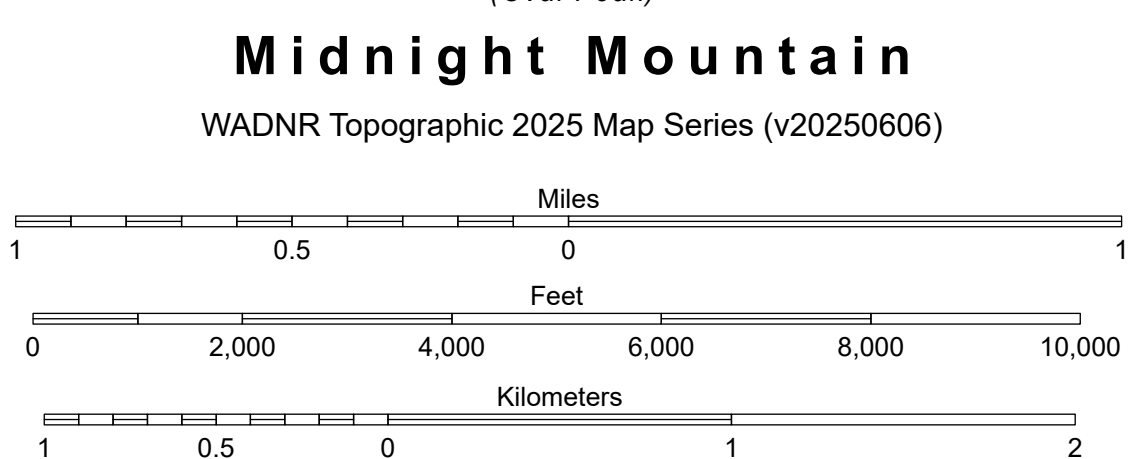 Midnight Mountain
WADNR Topographic 2025 Map Series (v20250606)
Miles
1 0.5 0 1
Feet
0 2,000 4,000 6,000 8,000 10,000
Kilometers
1 0.5 0 1 2